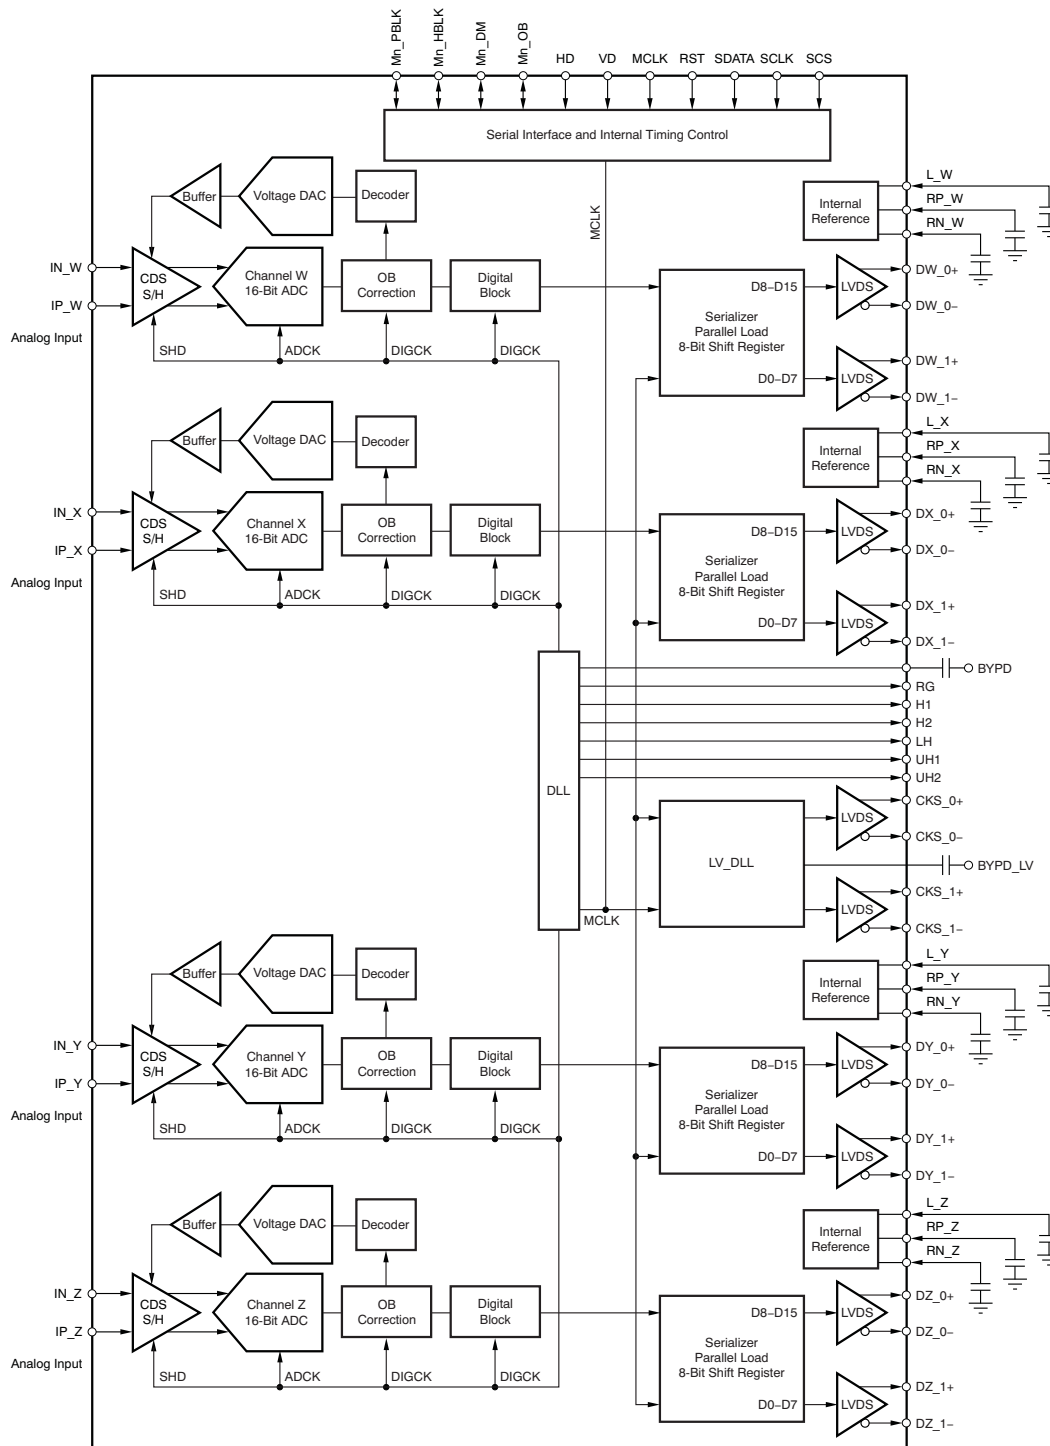 Mn_PBLK
Mn_HBLK
Mn_DM
Mn_OB
HD
VD
MCLK
RST
SDATA
SCLK
SCS
Serial Interface and Internal Timing Control
MCLK
Buffer
Voltage DAC
Decoder
IN_W
IP_W
Analog Input
CDS
S/H
Channel W
16-Bit ADC
OB
Correction
Digital
Block
SHD
ADCK
DIGCK
DIGCK
D8–D15
Serializer
Parallel Load
8-Bit Shift Register
D0–D7
Internal
Reference
L_W
RP_W
RN_W
LVDS
DW_0+
DW_0–
LVDS
DW_1+
DW_1–
Buffer
Voltage DAC
Decoder
IN_X
IP_X
Analog Input
CDS
S/H
Channel X
16-Bit ADC
OB
Correction
Digital
Block
SHD
ADCK
DIGCK
DIGCK
D8–D15
Serializer
Parallel Load
8-Bit Shift Register
D0–D7
Internal
Reference
L_X
RP_X
RN_X
LVDS
DX_0+
DX_0–
LVDS
DX_1+
DX_1–
DLL
BYPD
RG
H1
H2
LH
UH1
UH2
MCLK
LV_DLL
LVDS
CKS_0+
CKS_0–
BYPD_LV
LVDS
CKS_1+
CKS_1–
Buffer
Voltage DAC
Decoder
IN_Y
IP_Y
Analog Input
CDS
S/H
Channel Y
16-Bit ADC
OB
Correction
Digital
Block
SHD
ADCK
DIGCK
DIGCK
D8–D15
Serializer
Parallel Load
8-Bit Shift Register
D0–D7
Internal
Reference
L_Y
RP_Y
RN_Y
LVDS
DY_0+
DY_0–
LVDS
DY_1+
DY_1–
Buffer
Voltage DAC
Decoder
IN_Z
IP_Z
Analog Input
CDS
S/H
Channel Z
16-Bit ADC
OB
Correction
Digital
Block
SHD
ADCK
DIGCK
DIGCK
D8–D15
Serializer
Parallel Load
8-Bit Shift Register
D0–D7
Internal
Reference
L_Z
RP_Z
RN_Z
LVDS
DZ_0+
DZ_0–
LVDS
DZ_1+
DZ_1–